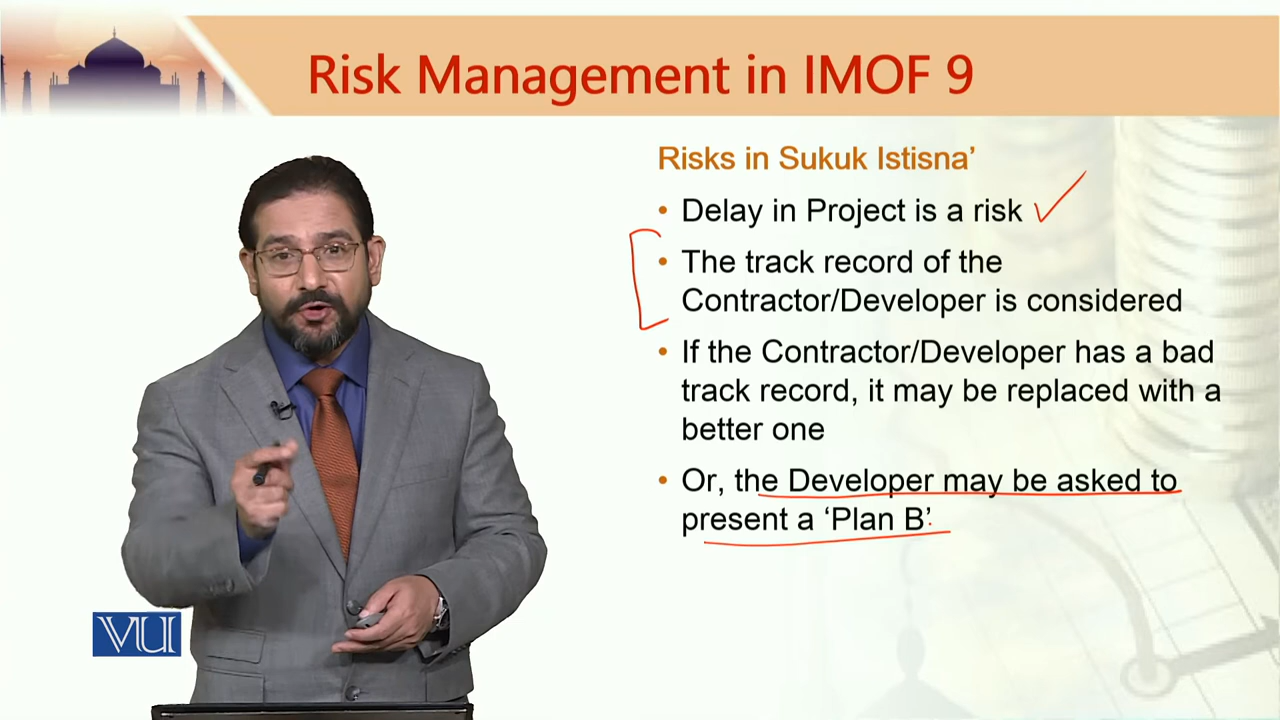 Risk Management in IMOF 9
Risks in Sukuk Istisna’
• Delay in Project is a risk
• The track record of the
Contractor/Developer is considered
• If the Contractor/Developer has a bad
track record, it may be replaced with a
better one
• Or, the Developer may be asked to
present a ‘Plan B’
VU